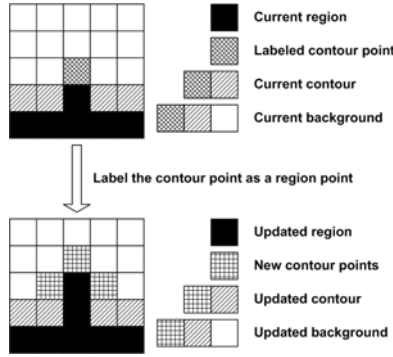 Current region
Labeled contour point
Current contour
Current background
Label the contour point as a region point
Updated region
New contour points
Updated contour
Updated background